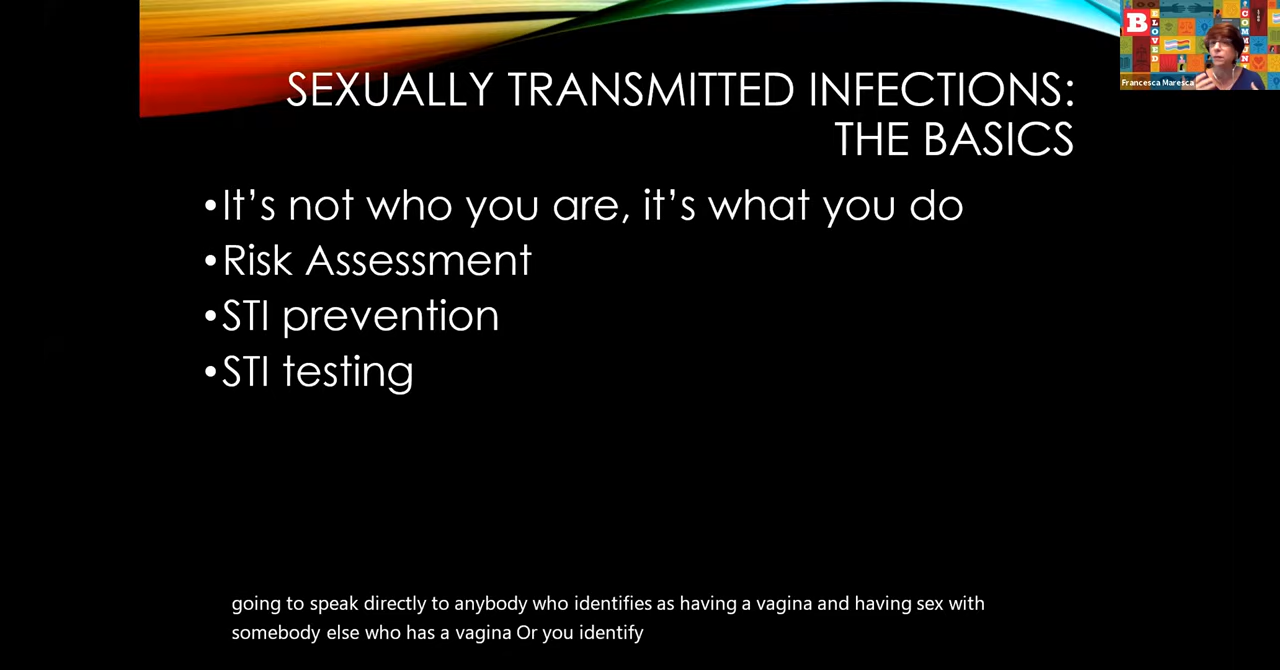 SEXUALLY TRANSMITTED INFECTIONS:
THE BASICS
•It’s not who you are, it’s what you do
•Risk Assessment
•STI prevention
•STI testing
going to speak directly to anybody who identifies as having a vagina and having sex with
somebody else who has a vagina Or you identify
B
ELOVED
COMMUN
Francesca Maresca